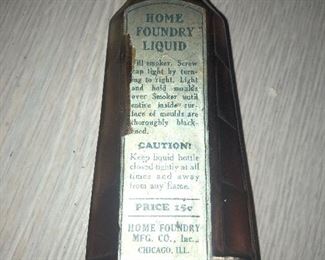 HOME
FOUNDRY
LIQUID
Fill smoker. Screw
cap tight by turn-
ing to right. Light
and hold moulds
over Smoker until
entire inside sur-
face of moulds are
thoroughly black-
ened.
CAUTION!
Keep liquid bottle
closed tightly at all
times and away
from any flame.
PRICE 15¢
HOME FOUNDRY
MFG. CO., Inc.,
CHICAGO, ILL.